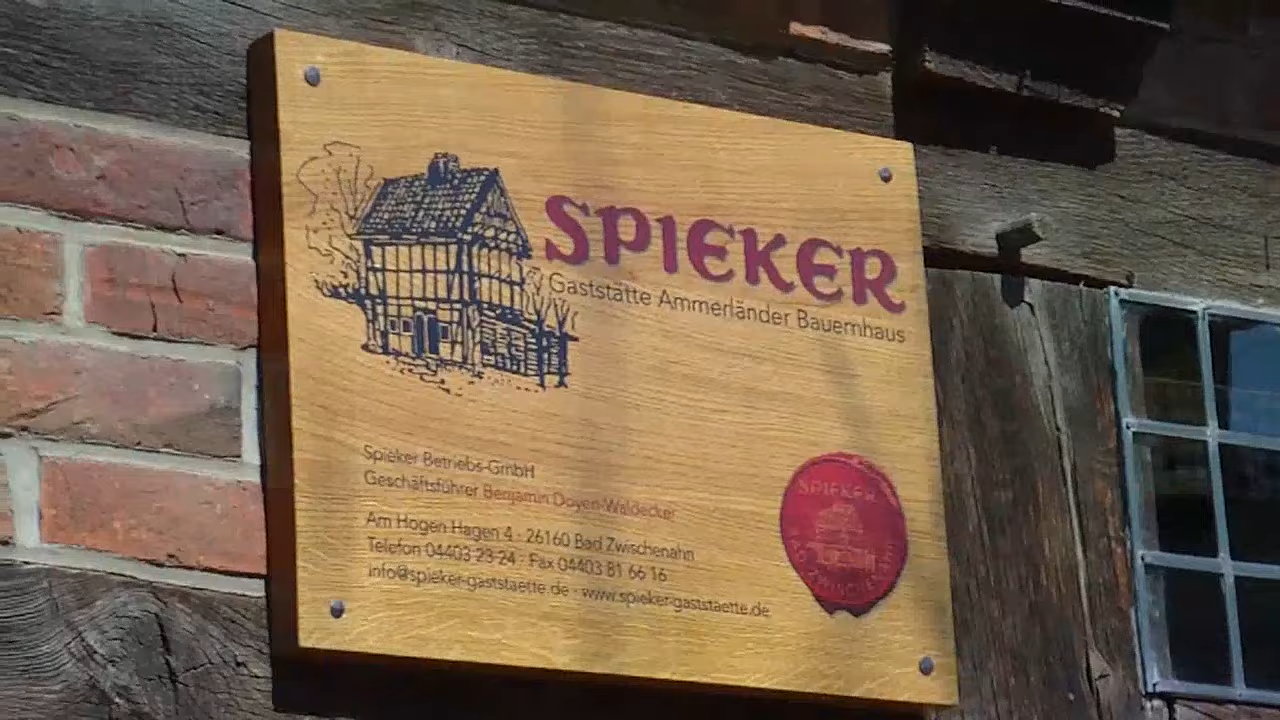 SPIEKER
Gaststätte Ammerländer Bauernhaus
Spieker Betriebs-GmbH
Geschäftsführer Benjamin Doyen-Waldecker
Am Hogen Hagen 4 · 26160 Bad Zwischenahn
Telefon 04403 23 24 · Fax 04403 81 66 16
info@spieker-gaststaette.de · www.spieker-gaststaette.de
SPIEKER